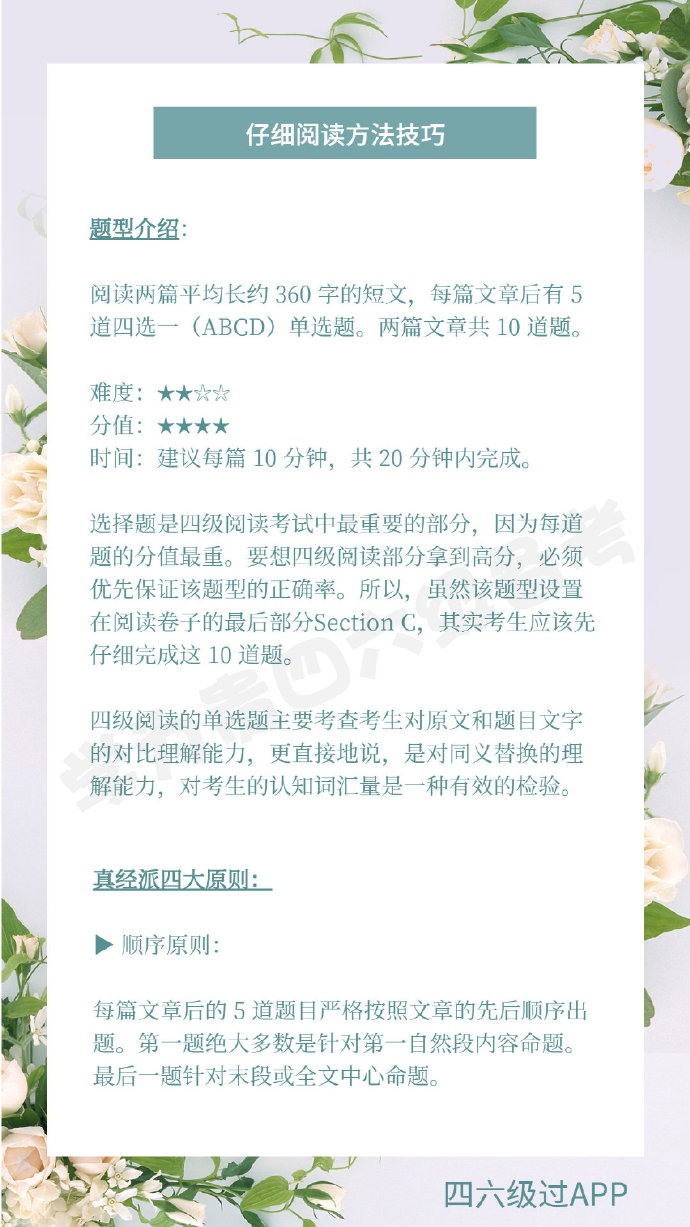 仔细阅读方法技巧
题型介绍：
阅读两篇平均长约 360 字的短文，每篇文章后有 5
道四选一（ABCD）单选题。两篇文章共 10 道题。
难度：★★☆☆
分值：★★★★
时间：建议每篇 10 分钟，共 20 分钟内完成。
选择题是四级阅读考试中最重要的部分，因为每道
题的分值最重。要想四级阅读部分拿到高分，必须
优先保证该题型的正确率。所以，虽然该题型设置
在阅读卷子的最后部分Section C，其实考生应该先
仔细完成这 10 道题。
四级阅读的单选题主要考查考生对原文和题目文字
的对比理解能力，更直接地说，是对同义替换的理
解能力，对考生的认知词汇量是一种有效的检验。
真经派四大原则：
▶ 顺序原则：
每篇文章后的 5 道题目严格按照文章的先后顺序出
题。第一题绝大多数是针对第一自然段内容命题。
最后一题针对末段或全文中心命题。
四六级过APP